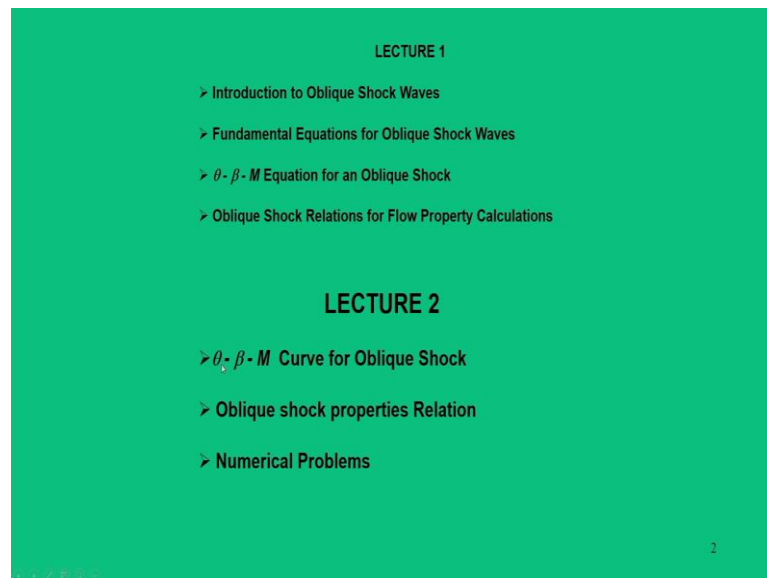 LECTURE 1
➢ Introduction to Oblique Shock Waves
➢ Fundamental Equations for Oblique Shock Waves
➢ θ - β - M Equation for an Oblique Shock
➢ Oblique Shock Relations for Flow Property Calculations
LECTURE 2
➢ θ - β - M Curve for Oblique Shock
➢ Oblique shock properties Relation
➢ Numerical Problems
2